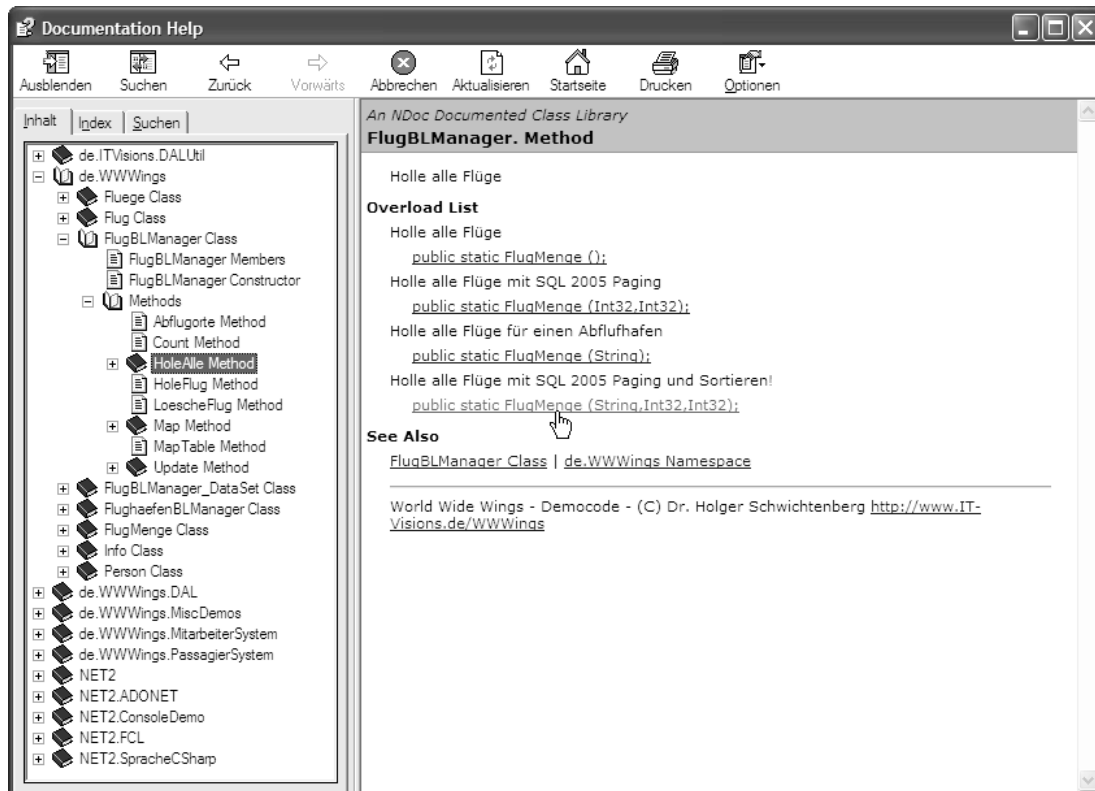 Documentation Help
Ausblenden Suchen Zurück Vorwärts Abbrechen Aktualisieren Startseite Drucken Optionen
Inhalt Index Suchen
de.ITVisions.DALUtil
de.WWWings
Fluege Class
Flug Class
FlugBLManager Class
FlugBLManager Members
FlugBLManager Constructor
Methods
Abflugorte Method
Count Method
HoleAlle Method
HoleFlug Method
LoescheFlug Method
Map Method
MapTable Method
Update Method
FlugBLManager_DataSet Class
FlughaefenBLManager Class
FlugMenge Class
Info Class
Person Class
de.WWWings.DAL
de.WWWings.MiscDemos
de.WWWings.MitarbeiterSystem
de.WWWings.PassagierSystem
NET2
NET2.ADONET
NET2.ConsoleDemo
NET2.FCL
NET2.SpracheCSharp
An NDoc Documented Class Library
FlugBLManager. Method
Holle alle Flüge
Overload List
Holle alle Flüge
public static FlugMenge ();
Holle alle Flüge mit SQL 2005 Paging
public static FlugMenge (Int32,Int32);
Holle alle Flüge für einen Abflufhafen
public static FlugMenge (String);
Holle alle Flüge mit SQL 2005 Paging und Sortieren!
public static FlugMenge (String,Int32,Int32);
See Also
FlugBLManager Class | de.WWWings Namespace
World Wide Wings - Democode - (C) Dr. Holger Schwichtenberg http://www.IT-
Visions.de/WWWings